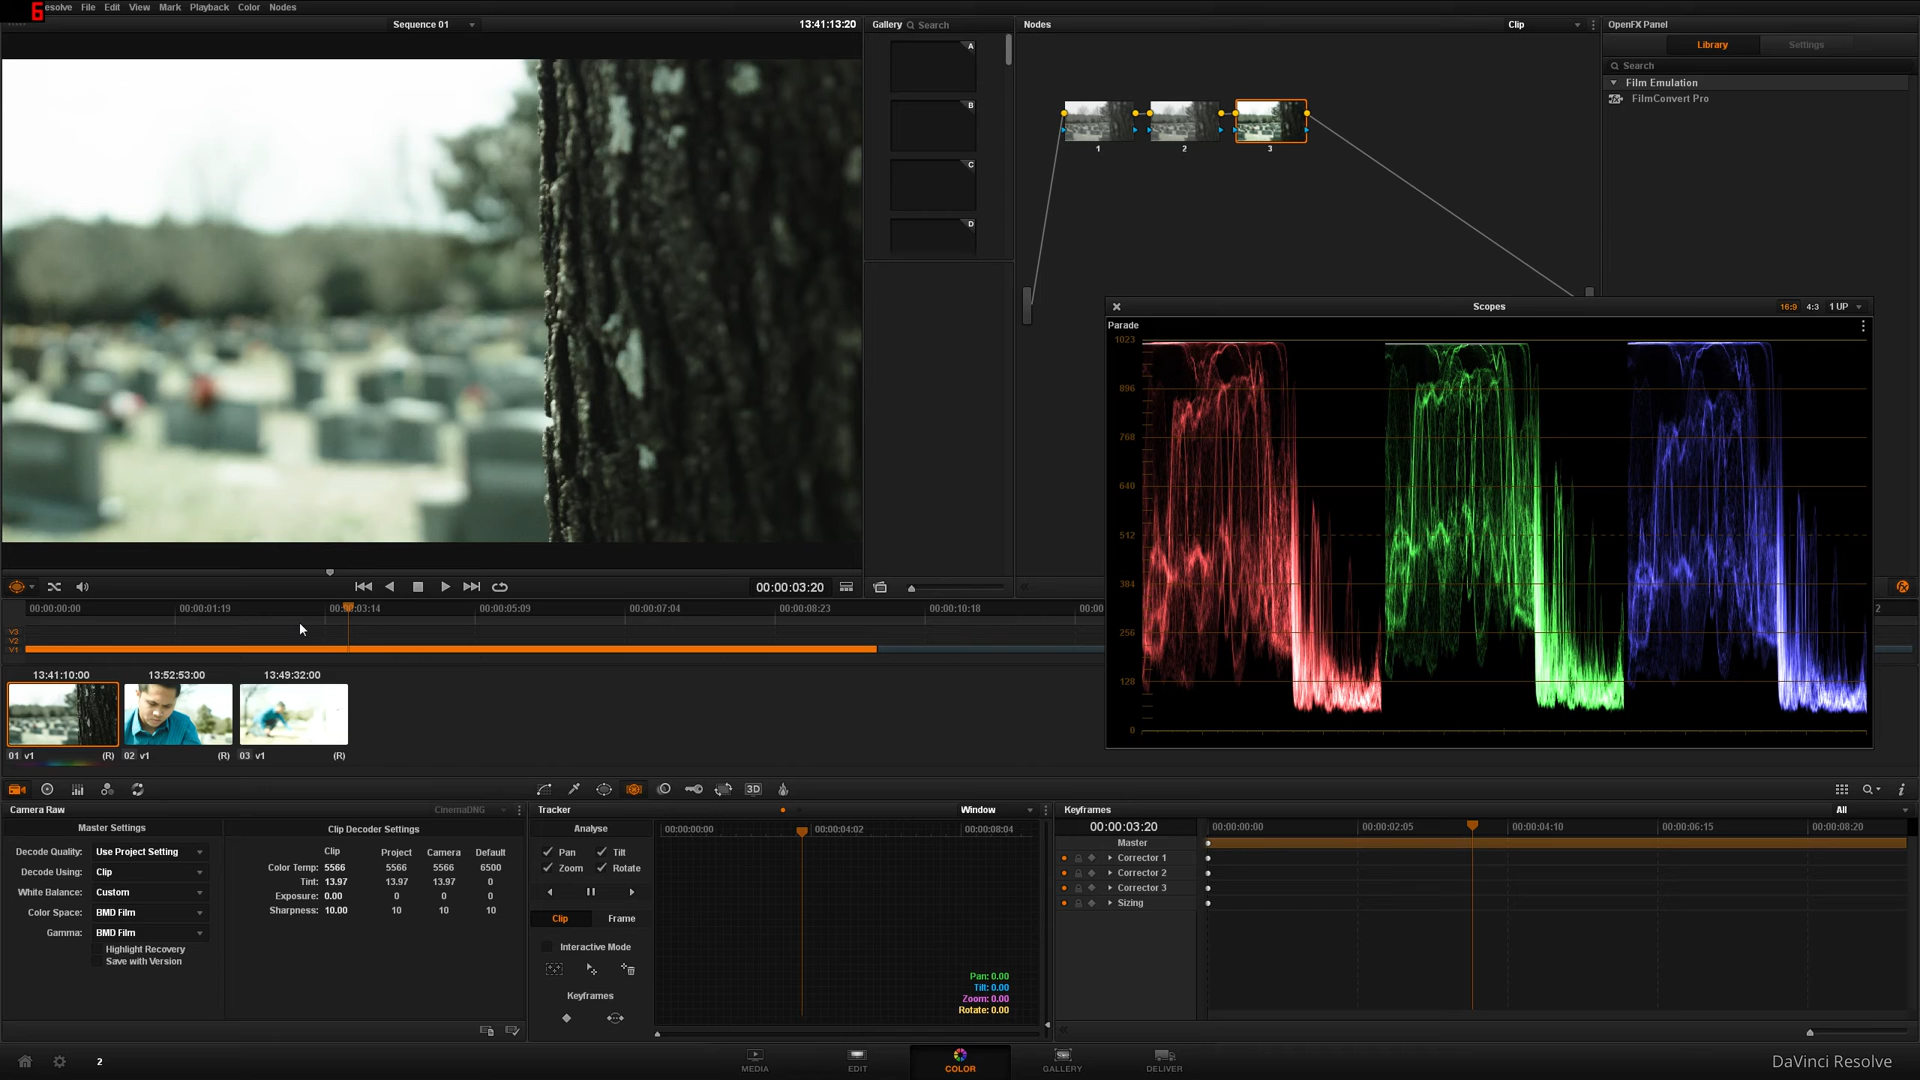 6
esolve File Edit View Mark Playback Color Nodes
Sequence 01
13:41:13:20
Gallery Search
Nodes
Clip
OpenFX Panel
Library Settings
Search
Film Emulation
FilmConvert Pro
A
B
C
D
1 2 3
Scopes
16:9 4:3 1 UP
Parade
1023
896
768
640
512
384
256
128
0
00:00:03:20
00:00:00:00 00:00:01:19 00:00:03:14 00:00:05:09 00:00:07:04 00:00:08:23 00:00:10:18 00:00
2
V3
V2
V1
13:41:10:00 13:52:53:00 13:49:32:00
01 v1 (R) 02 v1 (R) 03 v1 (R)
3D
Camera Raw
CinemaDNG
Master Settings
Decode Quality: Use Project Setting
Decode Using: Clip
White Balance: Custom
Color Space: BMD Film
Gamma: BMD Film
Highlight Recovery
Save with Version
Clip Decoder Settings
Clip Project Camera Default
Color Temp: 5566 5566 5566 6500
Tint: 13.97 13.97 13.97 0
Exposure: 0.00 0 0 0
Sharpness: 10.00 10 10 10
Tracker
Window
Analyse
Pan Tilt
Zoom Rotate
Clip Frame
Interactive Mode
Keyframes
00:00:00:00 00:00:04:02 00:00:08:04
Pan: 0.00
Tilt: 0.00
Zoom: 0.00
Rotate: 0.00
Keyframes
All
00:00:03:20
00:00:00:00 00:00:02:05 00:00:04:10 00:00:06:15 00:00:08:20
Master
Corrector 1
Corrector 2
Corrector 3
Sizing
2
MEDIA EDIT COLOR GALLERY DELIVER
DaVinci Resolve